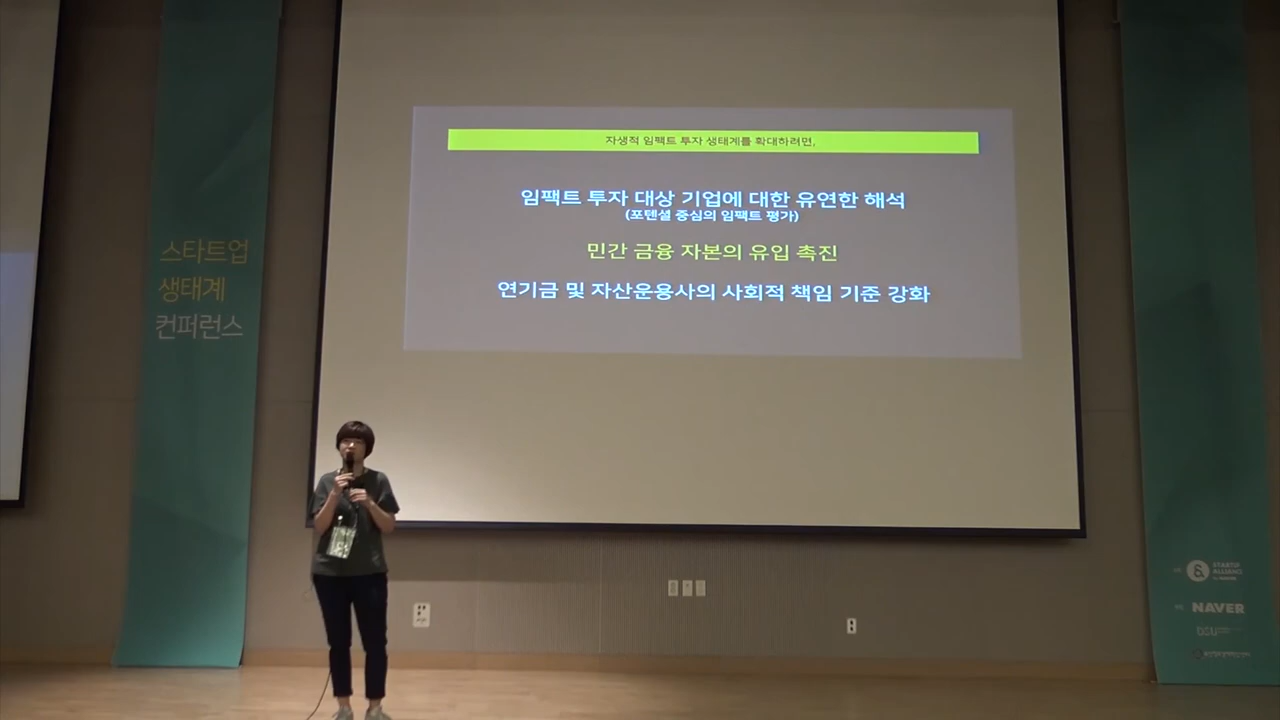 자생적 임팩트 투자 생태계를 확대하려면,
임팩트 투자 대상 기업에 대한 유연한 해석
(포텐셜 중심의 임팩트 평가)
민간 금융 자본의 유입 촉진
연기금 및 자산운용사의 사회적 책임 기준 강화
스타트업
생태계
컨퍼런스
STARTUP
ALLIANCE
NAVER